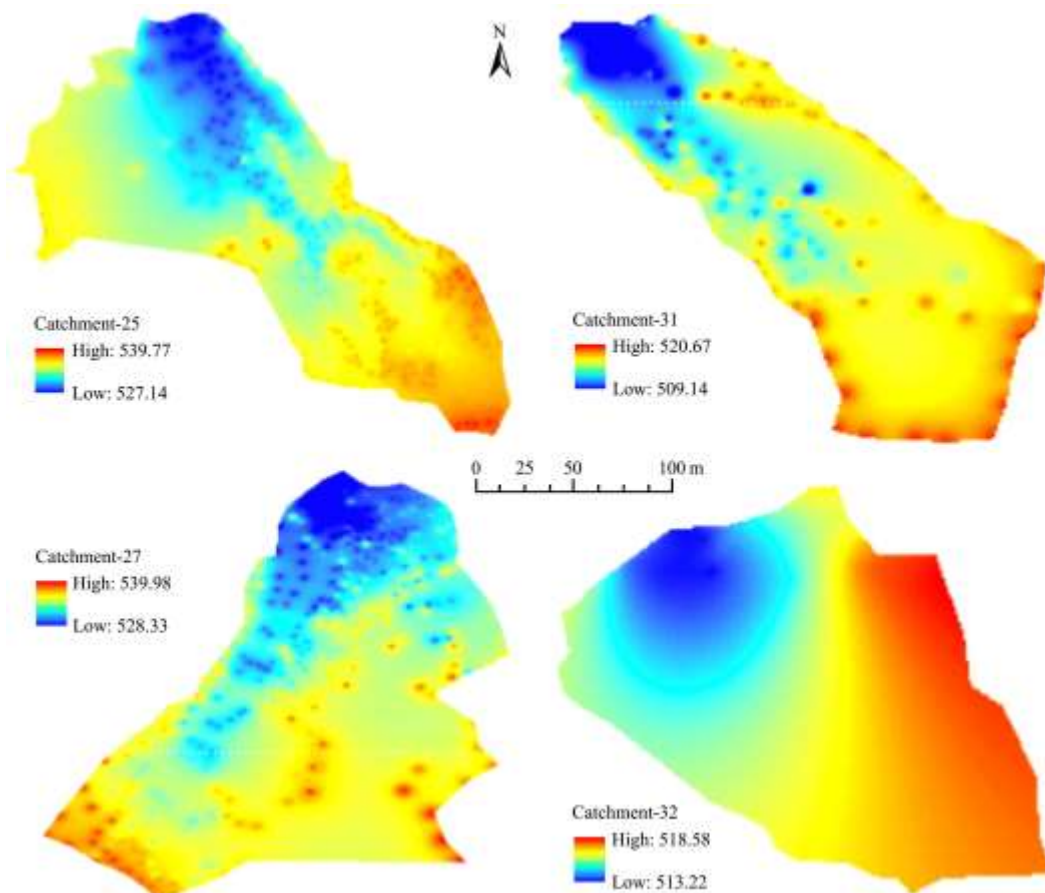 N
Catchment-25
High: 539.77
Low: 527.14
Catchment-31
High: 520.67
Low: 509.14
0 25 50 100 m
Catchment-27
High: 539.98
Low: 528.33
Catchment-32
High: 518.58
Low: 513.22